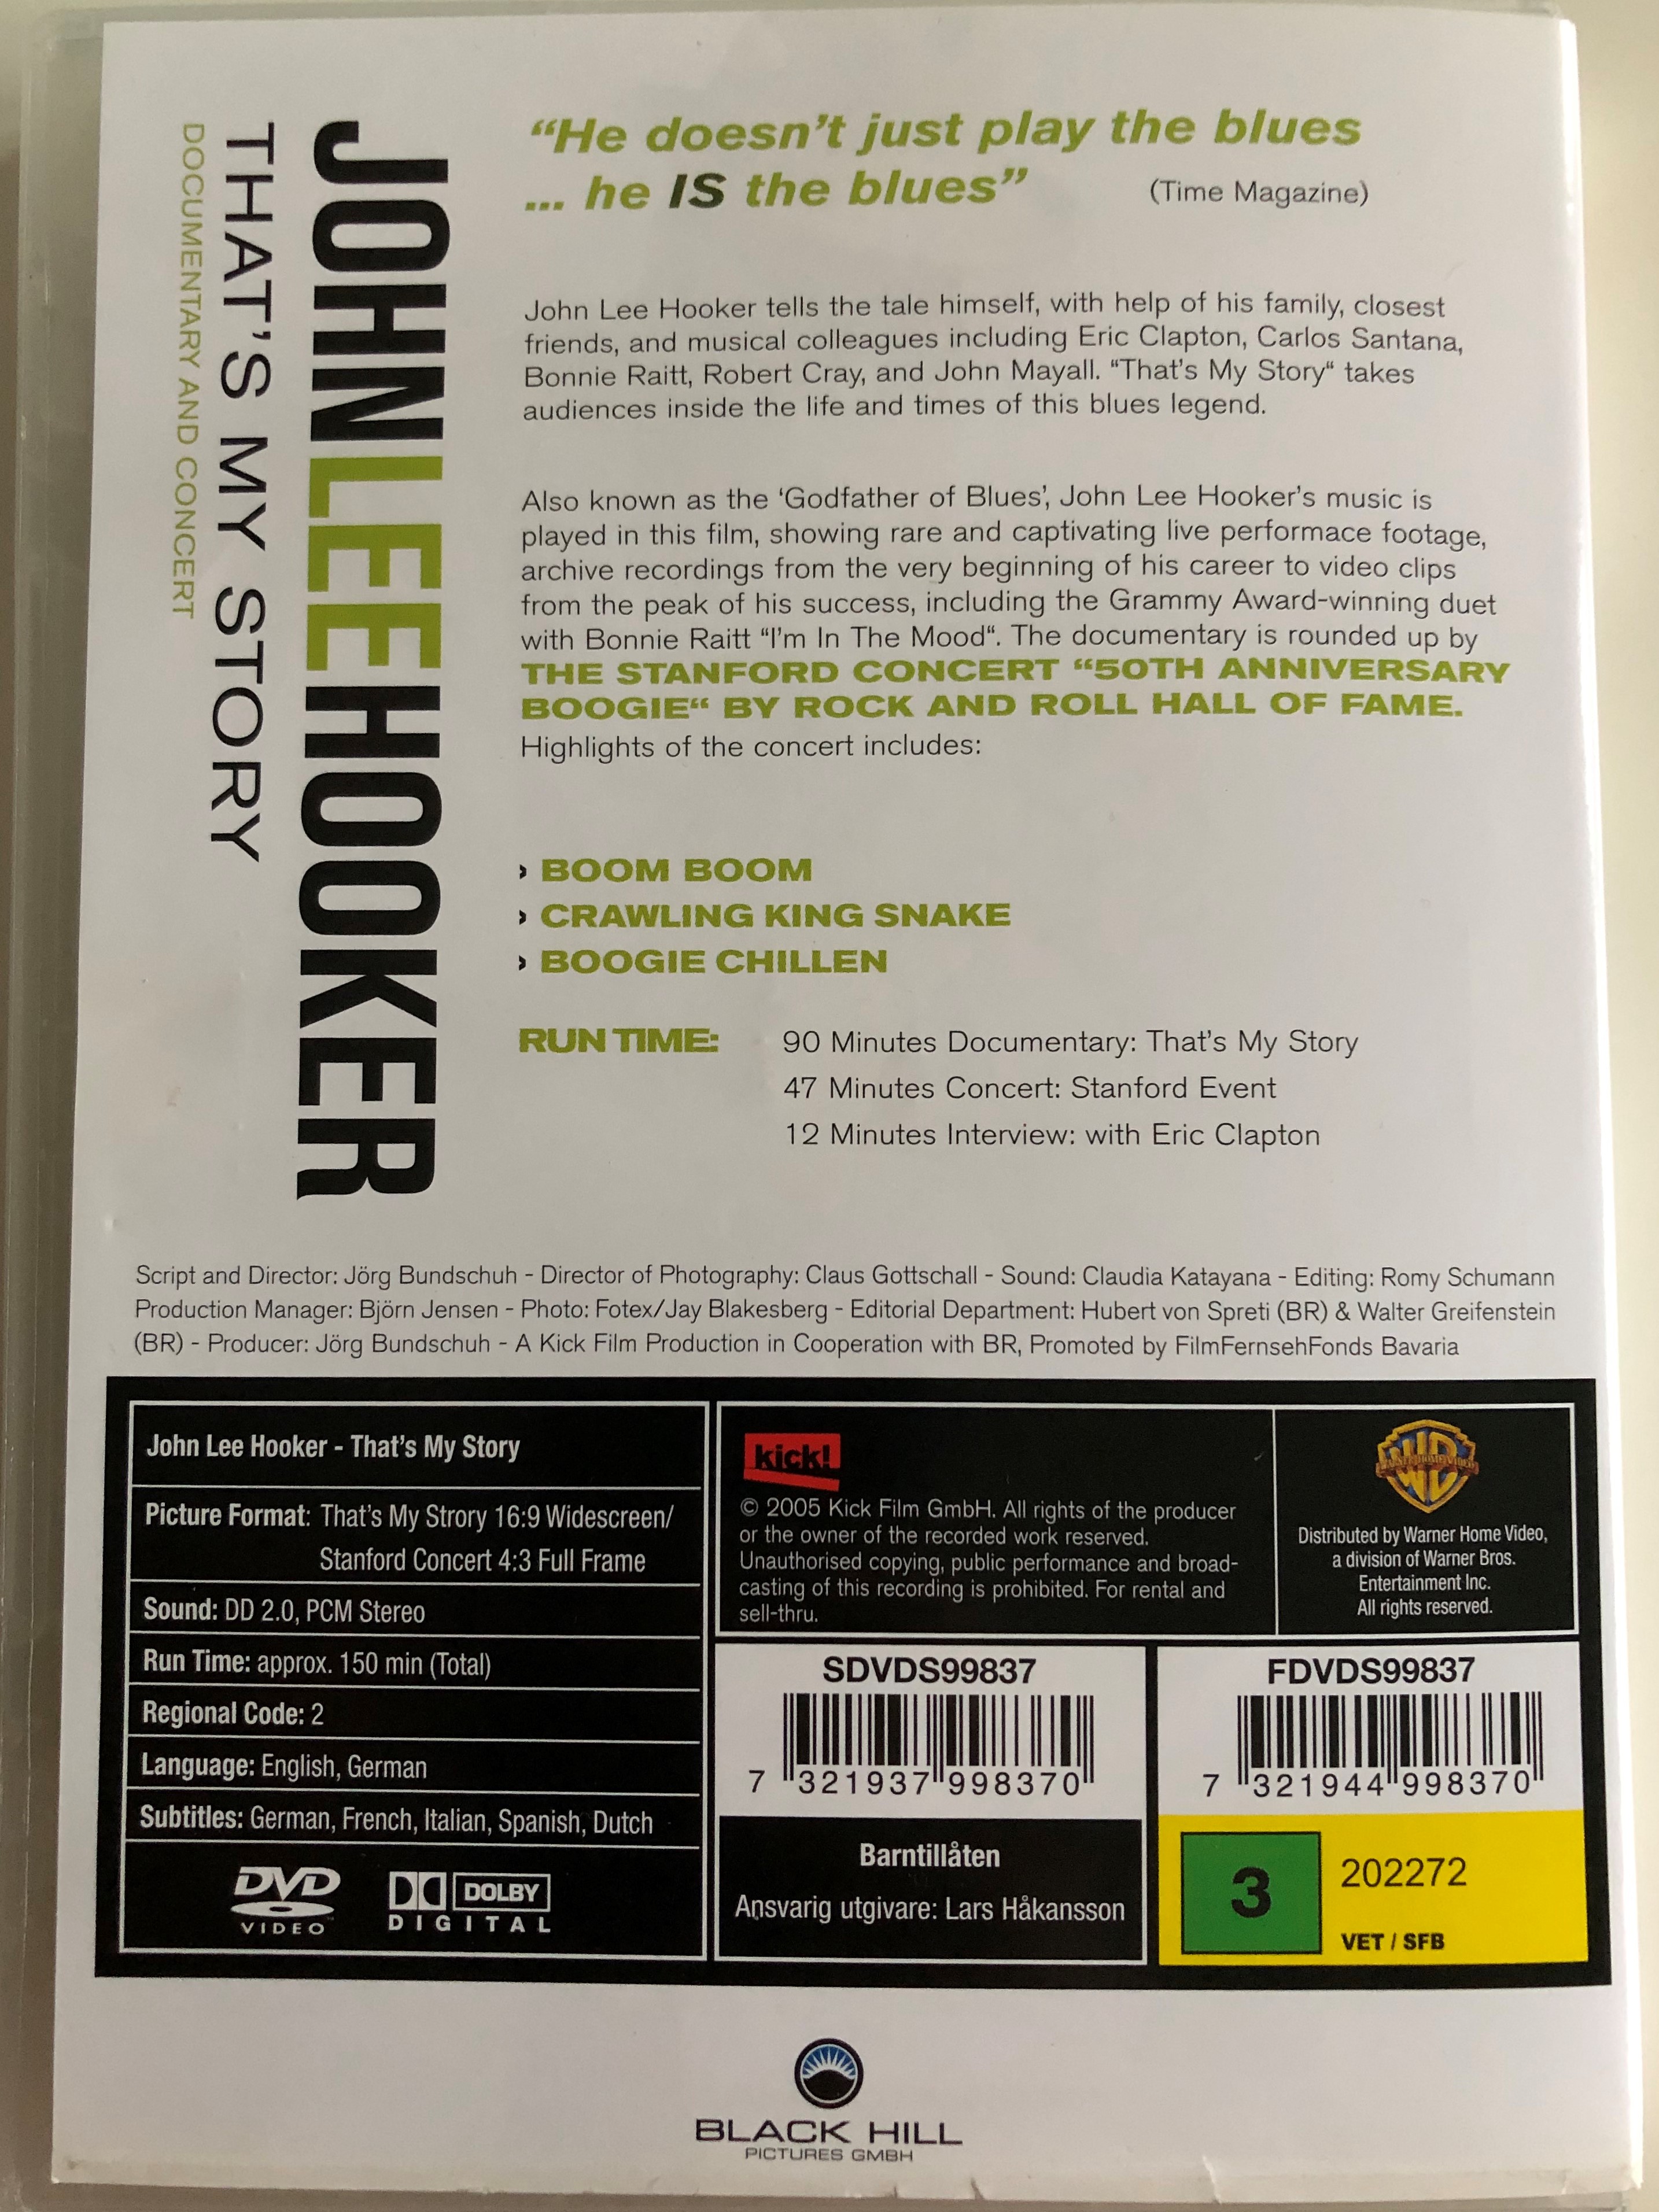 JOHN LEE HOOKER
THAT'S MY STORY
DOCUMENTARY AND CONCERT
“He doesn't just play the blues
... he IS the blues”
(Time Magazine)
John Lee Hooker tells the tale himself, with help of his family, closest
friends, and musical colleagues including Eric Clapton, Carlos Santana,
Bonnie Raitt, Robert Cray, and John Mayall. “That's My Story“ takes
audiences inside the life and times of this blues legend.
Also known as the ‘Godfather of Blues’, John Lee Hooker's music is
played in this film, showing rare and captivating live performace footage,
archive recordings from the very beginning of his career to video clips
from the peak of his success, including the Grammy Award-winning duet
with Bonnie Raitt “I'm In The Mood“. The documentary is rounded up by
THE STANFORD CONCERT “50TH ANNIVERSARY
BOOGIE“ BY ROCK AND ROLL HALL OF FAME.
Highlights of the concert includes:
› BOOM BOOM
› CRAWLING KING SNAKE
› BOOGIE CHILLEN
RUN TIME: 90 Minutes Documentary: That's My Story
47 Minutes Concert: Stanford Event
12 Minutes Interview: with Eric Clapton
Script and Director: Jörg Bundschuh - Director of Photography: Claus Gottschall - Sound: Claudia Katayana - Editing: Romy Schumann
Production Manager: Björn Jensen - Photo: Fotex/Jay Blakesberg - Editorial Department: Hubert von Spreti (BR) & Walter Greifenstein
(BR) - Producer: Jörg Bundschuh - A Kick Film Production in Cooperation with BR, Promoted by FilmFernsehFonds Bavaria
John Lee Hooker - That's My Story
Picture Format: That's My Strory 16:9 Widescreen/
Stanford Concert 4:3 Full Frame
Sound: DD 2.0, PCM Stereo
Run Time: approx. 150 min (Total)
Regional Code: 2
Language: English, German
Subtitles: German, French, Italian, Spanish, Dutch
DVD
VIDEO
DOLBY
DIGITAL
kick!
© 2005 Kick Film GmbH. All rights of the producer
or the owner of the recorded work reserved.
Unauthorised copying, public performance and broad-
casting of this recording is prohibited. For rental and
sell-thru.
WB
WARNER HOME VIDEO
Distributed by Warner Home Video,
a division of Warner Bros.
Entertainment Inc.
All rights reserved.
SDVDS99837
7 321937 998370
Barntillåten
Ansvarig utgivare: Lars Håkansson
FDVDS99837
7 321944 998370
3
202272
VET / SFB
BLACK HILL
PICTURES GMBH